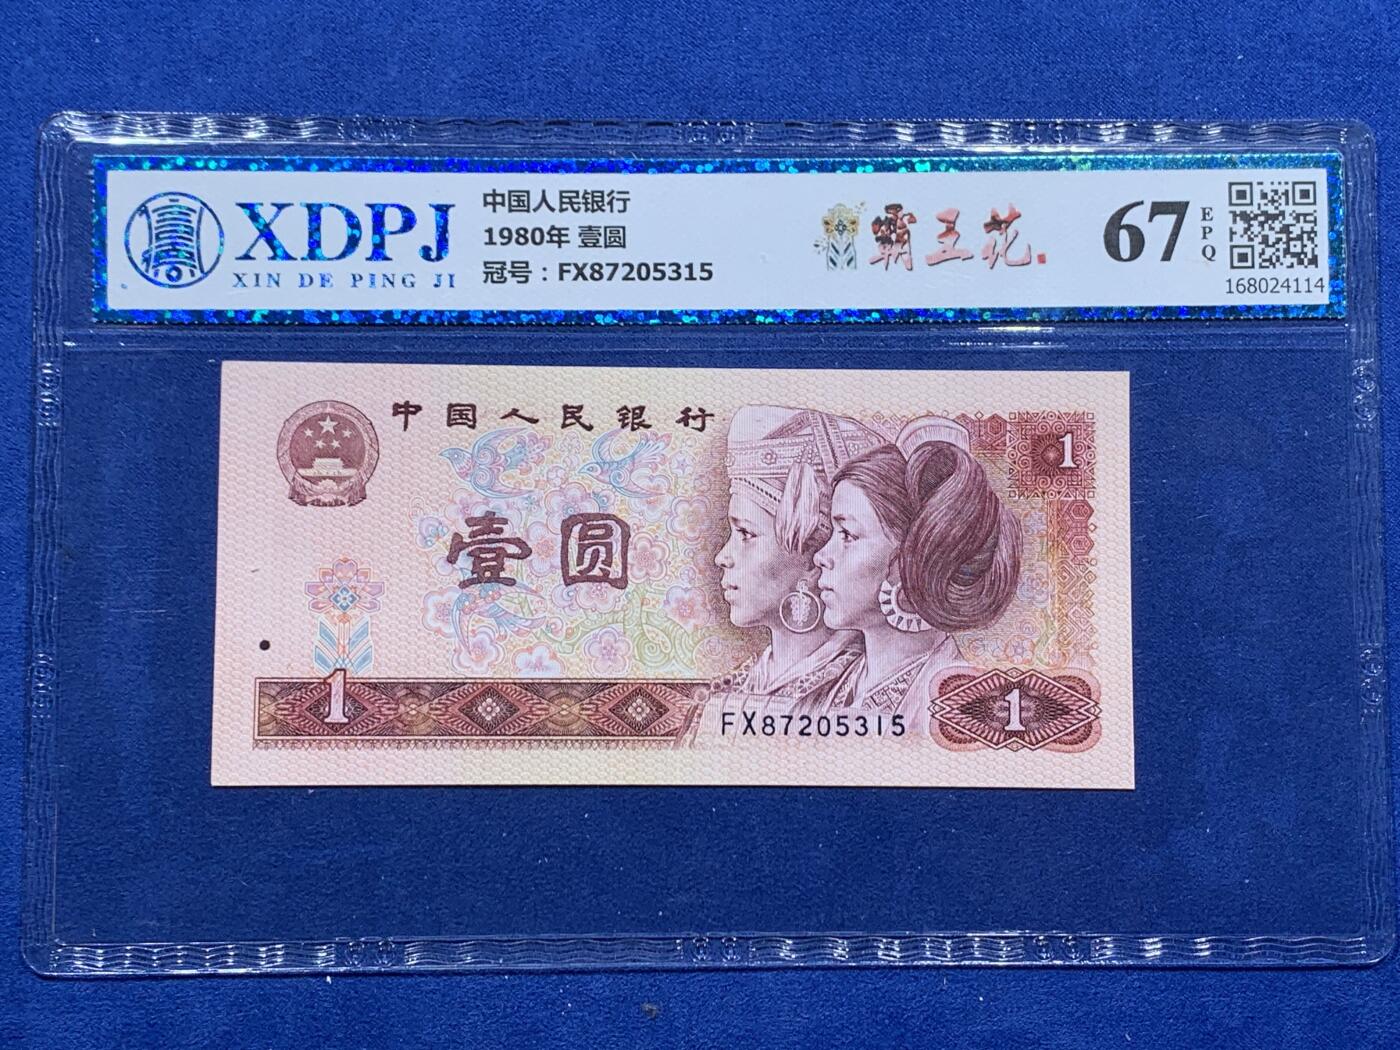 XDPJ
XIN DE PING JI
中国人民银行
1980年 壹圆
冠号：FX87205315
霸王花
67
EPQ
168024114
中国人民银行
1
壹圆
1
FX87205315
1